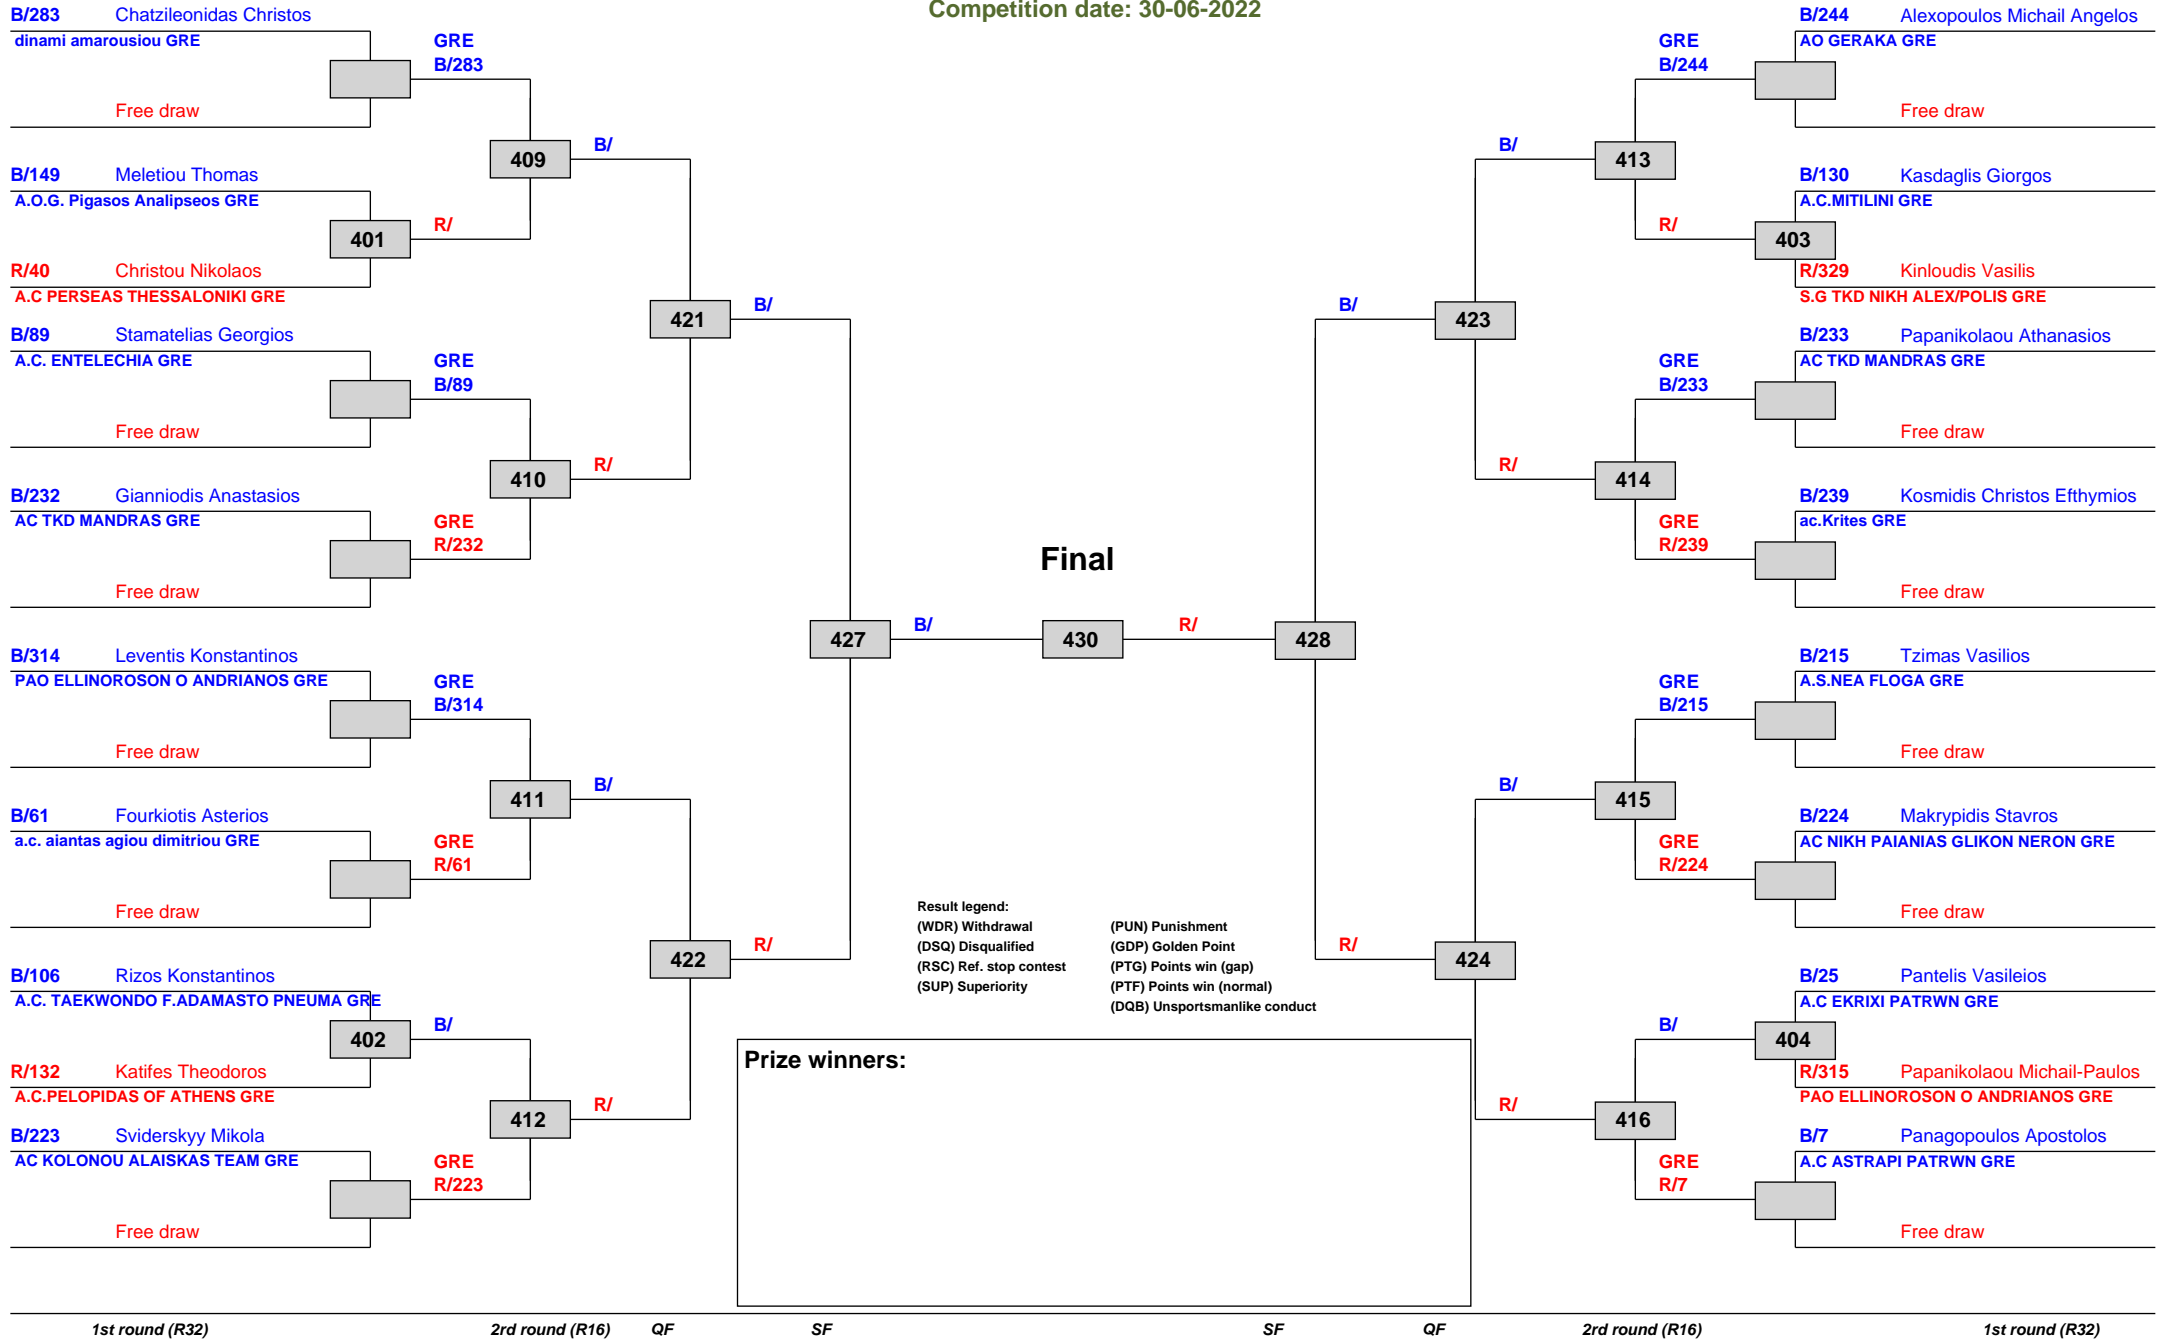 Competition date: 30-06-2022
B/283 Chatzileonidas Christos
dinami amarousiou GRE
GRE
B/283
Free draw
409
B/
B/149 Meletiou Thomas
A.O.G. Pigasos Analipseos GRE
401
R/
R/40 Christou Nikolaos
A.C PERSEAS THESSALONIKI GRE
421
B/
B/89 Stamatelias Georgios
A.C. ENTELECHIA GRE
GRE
B/89
Free draw
410
R/
B/232 Gianniodis Anastasios
AC TKD MANDRAS GRE
GRE
R/232
Free draw
427
B/
B/314 Leventis Konstantinos
PAO ELLINOROSON O ANDRIANOS GRE
GRE
B/314
Free draw
411
B/
B/61 Fourkiotis Asterios
a.c. aiantas agiou dimitriou GRE
GRE
R/61
Free draw
422
R/
B/106 Rizos Konstantinos
A.C. TAEKWONDO F.ADAMASTO PNEUMA GRE
402
B/
R/132 Katifes Theodoros
A.C.PELOPIDAS OF ATHENS GRE
412
R/
B/223 Sviderskyy Mikola
AC KOLONOU ALAISKAS TEAM GRE
GRE
R/223
Free draw
Final
430
R/
428
B/244 Alexopoulos Michail Angelos
AO GERAKA GRE
GRE
B/244
Free draw
B/
413
B/130 Kasdaglis Giorgos
A.C.MITILINI GRE
R/
403
R/329 Kinloudis Vasilis
S.G TKD NIKH ALEX/POLIS GRE
B/
423
B/233 Papanikolaou Athanasios
AC TKD MANDRAS GRE
GRE
B/233
Free draw
R/
414
B/239 Kosmidis Christos Efthymios
ac.Krites GRE
GRE
R/239
Free draw
B/215 Tzimas Vasilios
A.S.NEA FLOGA GRE
GRE
B/215
Free draw
B/
415
B/224 Makrypidis Stavros
AC NIKH PAIANIAS GLIKON NERON GRE
GRE
R/224
Free draw
R/
424
B/25 Pantelis Vasileios
A.C EKRIXI PATRWN GRE
B/
404
R/315 Papanikolaou Michail-Paulos
PAO ELLINOROSON O ANDRIANOS GRE
R/
416
B/7 Panagopoulos Apostolos
A.C ASTRAPI PATRWN GRE
GRE
R/7
Free draw
Result legend:
(WDR) Withdrawal (PUN) Punishment
(DSQ) Disqualified (GDP) Golden Point
(RSC) Ref. stop contest (PTG) Points win (gap)
(SUP) Superiority (PTF) Points win (normal)
(DQB) Unsportsmanlike conduct
Prize winners:
1st round (R32) 2rd round (R16) QF SF SF QF 2rd round (R16) 1st round (R32)